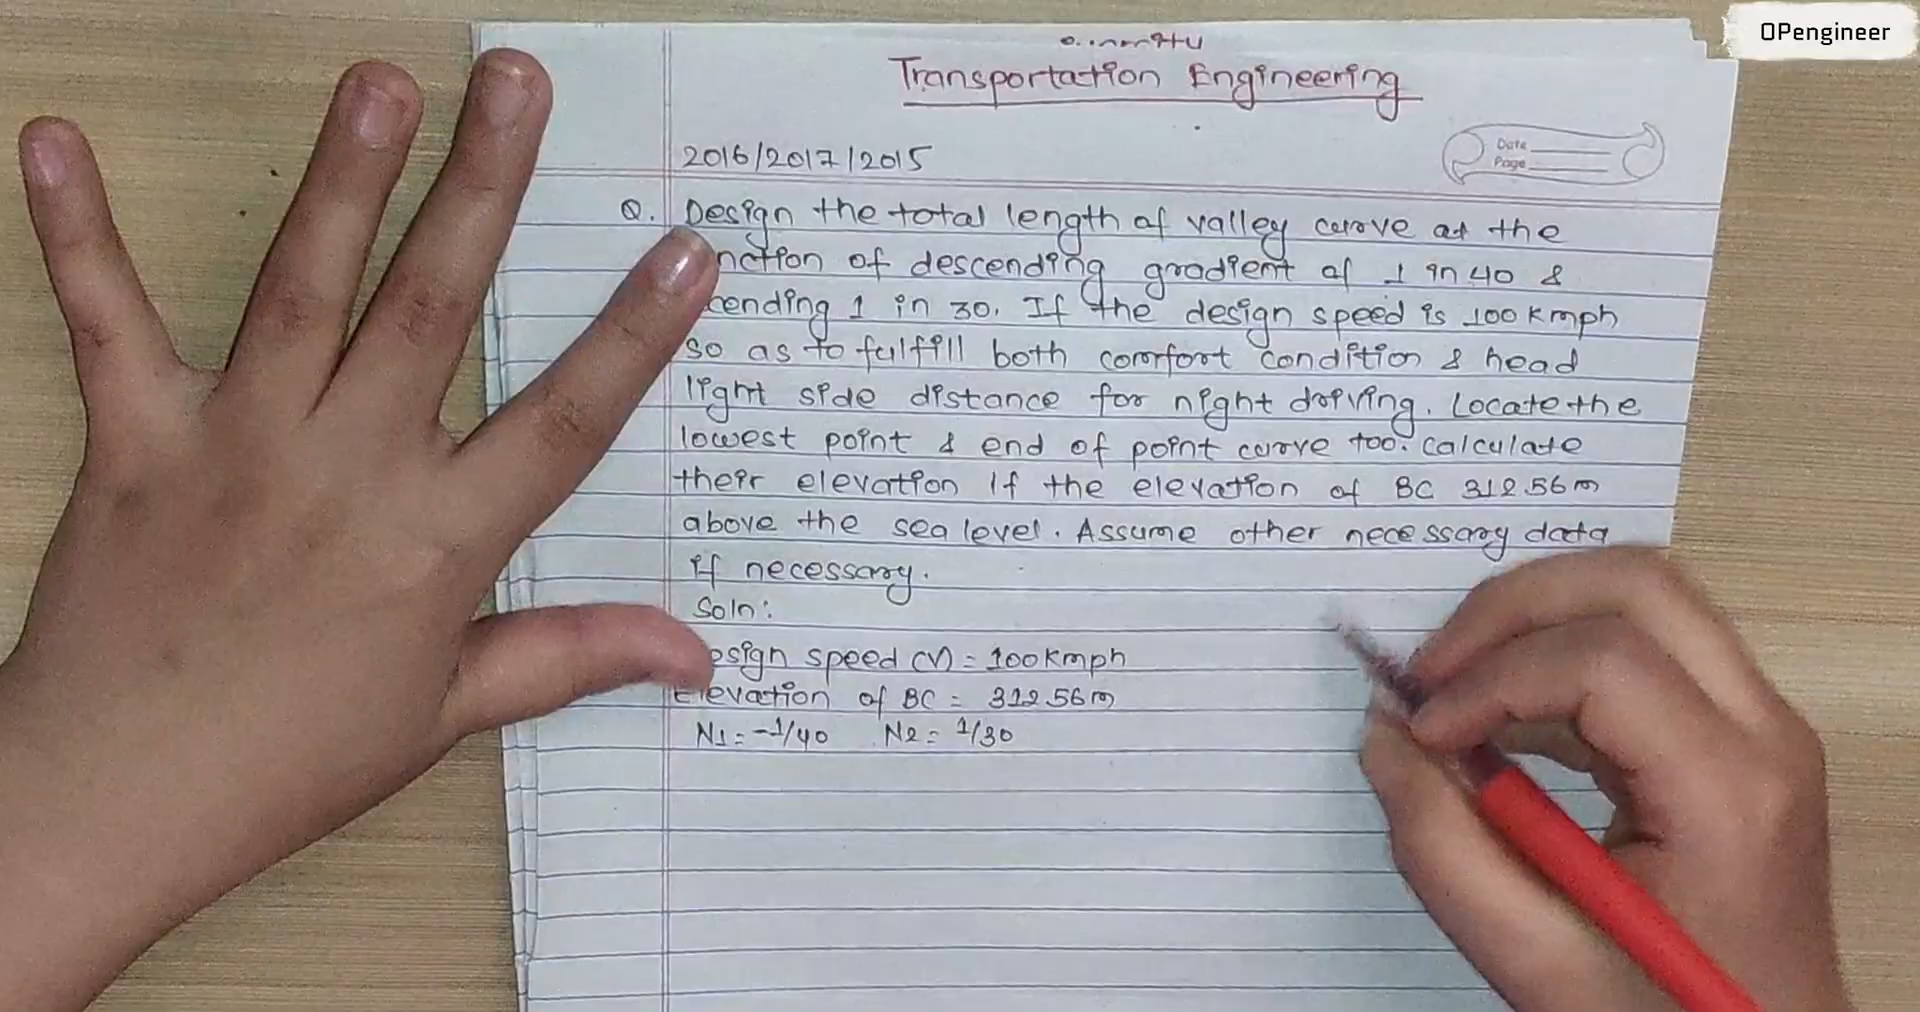 OPengineer
Transportation Engineering
Date
Page
2016/2017/2015
Q. Design the total length of valley curve at the
nction of descending gradient of 1 in 40 &
cending 1 in 30. If the design speed is 100 kmph
so as to fulfill both comfort condition & head
light side distance for night driving. Locate the
lowest point & end of point curve too. Calculate
their elevation if the elevation of BC 312.56m
above the sea level. Assume other necessary data
if necessary.
Soln:
esign speed (V) = 100 kmph
Elevation of BC = 312.56m
N1 = -1/40 N2 = 1/30